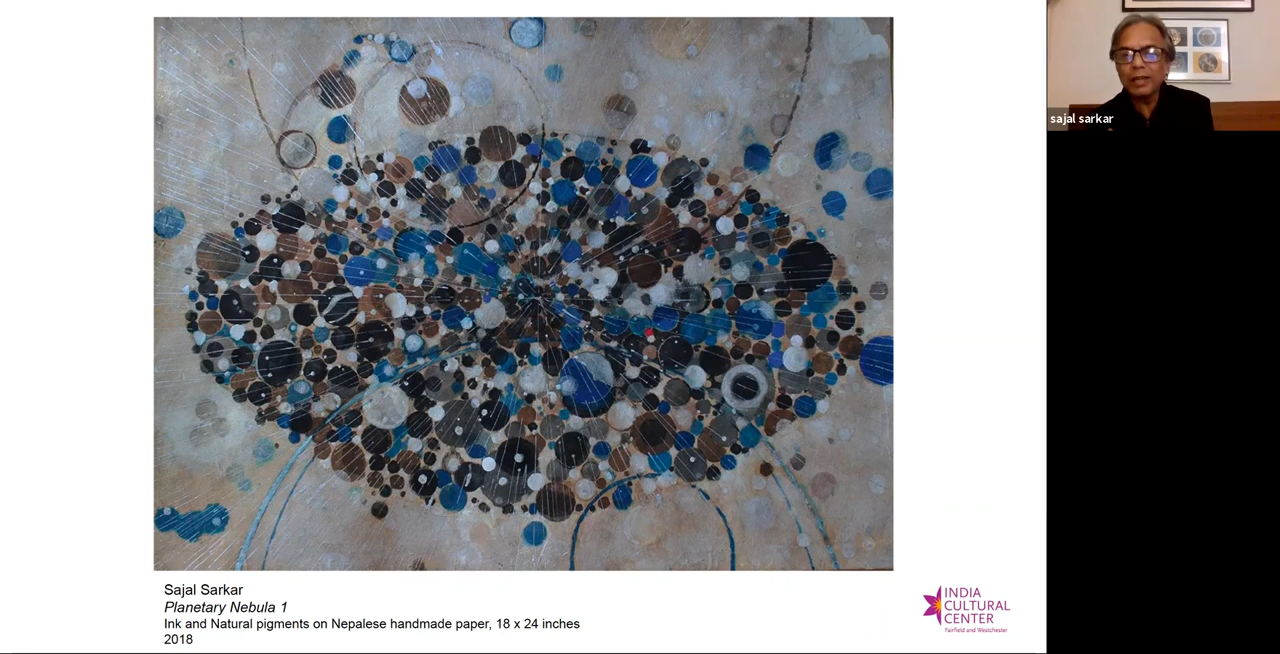 sajal sarkar
Sajal Sarkar
Planetary Nebula 1
Ink and Natural pigments on Nepalese handmade paper, 18 x 24 inches
2018
INDIA
CULTURAL
CENTER
Fairfield and Westchester